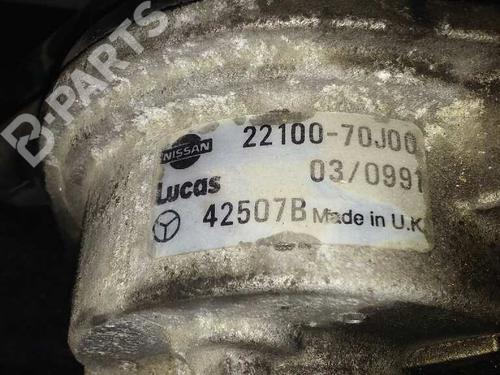 B-PARTS
NISSAN 22100-70J00
Lucas 03/0991
42507B Made in U.K